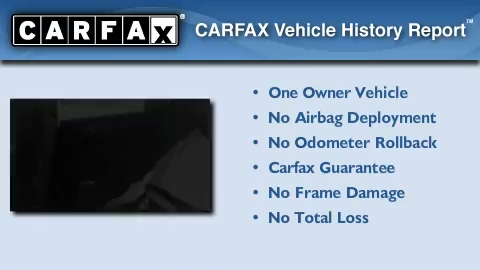 CARFAX® CARFAX Vehicle History Report™
• One Owner Vehicle
• No Airbag Deployment
• No Odometer Rollback
• Carfax Guarantee
• No Frame Damage
• No Total Loss